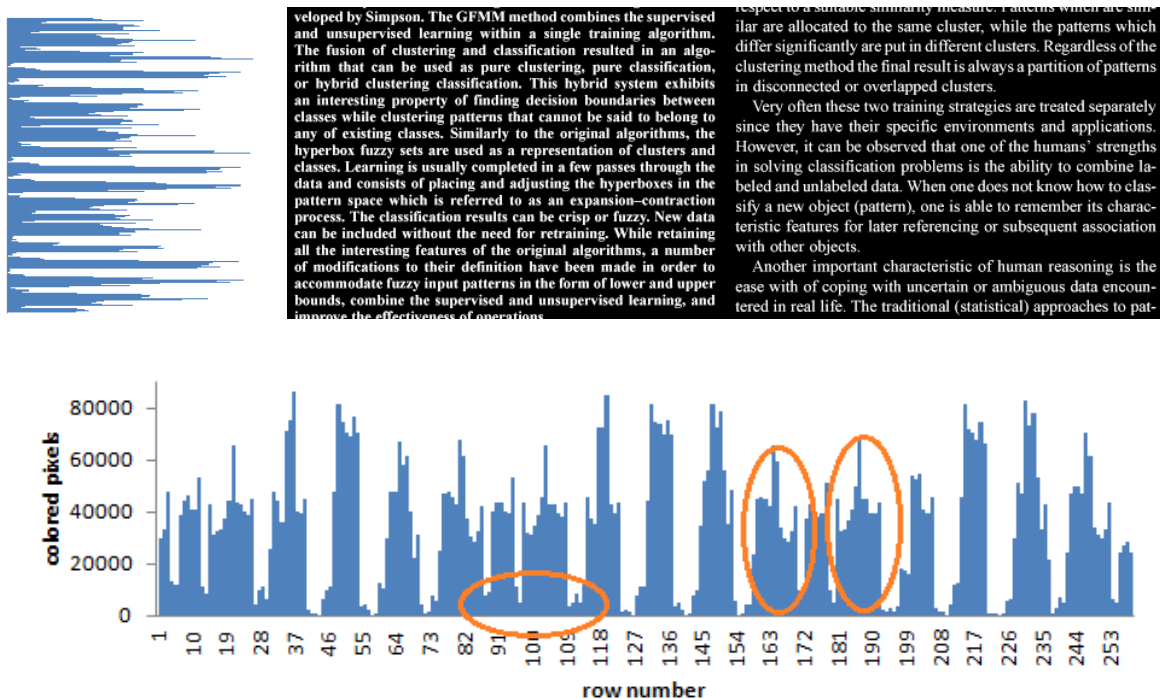 veloped by Simpson. The GFMM method combines the supervised
and unsupervised learning within a single training algorithm.
The fusion of clustering and classification resulted in an algo-
rithm that can be used as pure clustering, pure classification,
or hybrid clustering classification. This hybrid system exhibits
an interesting property of finding decision boundaries between
classes while clustering patterns that cannot be said to belong to
any of existing classes. Similarly to the original algorithms, the
hyperbox fuzzy sets are used as a representation of clusters and
classes. Learning is usually completed in a few passes through the
data and consists of placing and adjusting the hyperboxes in the
pattern space which is referred to as an expansion–contraction
process. The classification results can be crisp or fuzzy. New data
can be included without the need for retraining. While retaining
all the interesting features of the original algorithms, a number
of modifications to their definition have been made in order to
accommodate fuzzy input patterns in the form of lower and upper
bounds, combine the supervised and unsupervised learning, and
improve the effectiveness of operations.
respect to a suitable similarity measure. Patterns which are simi-
lar are allocated to the same cluster, while the patterns which
differ significantly are put in different clusters. Regardless of the
clustering method the final result is always a partition of patterns
in disconnected or overlapped clusters.
Very often these two training strategies are treated separately
since they have their specific environments and applications.
However, it can be observed that one of the humans' strengths
in solving classification problems is the ability to combine la-
beled and unlabeled data. When one does not know how to clas-
sify a new object (pattern), one is able to remember its charac-
teristic features for later referencing or subsequent association
with other objects.
Another important characteristic of human reasoning is the
ease with of coping with uncertain or ambiguous data encoun-
tered in real life. The traditional (statistical) approaches to pat-
colored pixels
80000
60000
40000
20000
0
1 10 19 28 37 46 55 64 73 82 91 100 109 118 127 136 145 154 163 172 181 190 199 208 217 226 235 244 253
row number